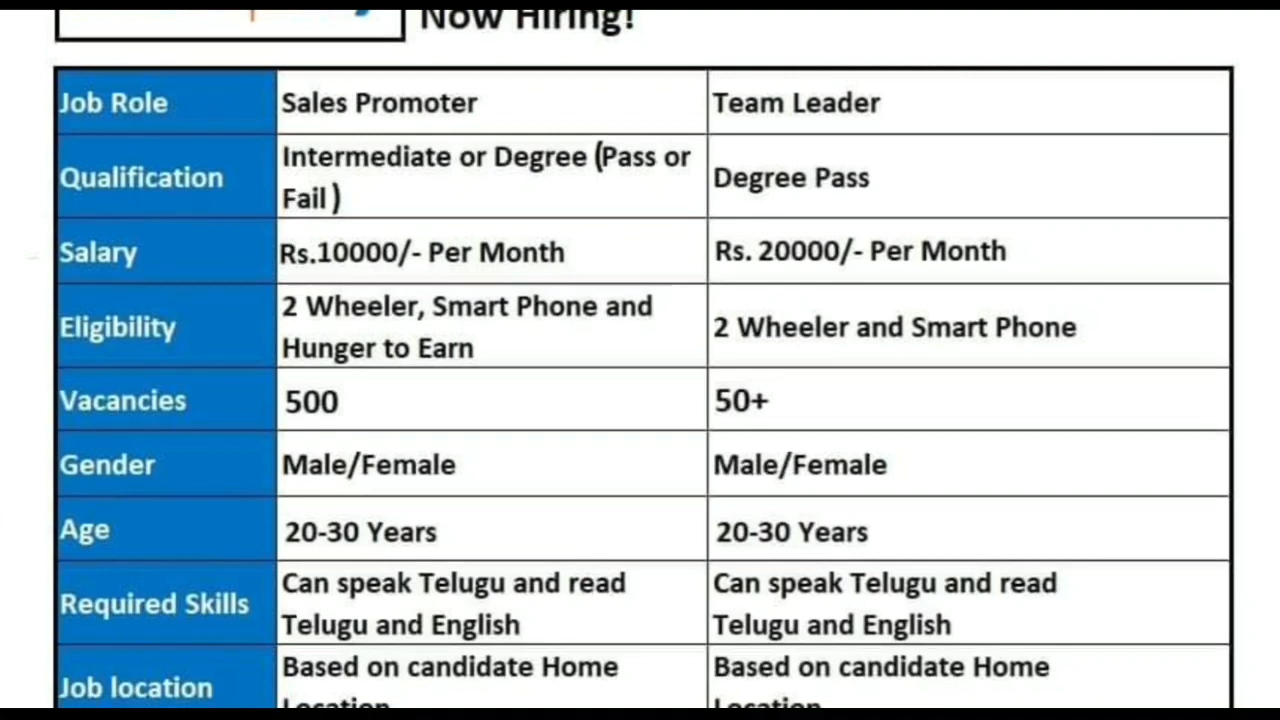 Now Hiring!
Job Role
Sales Promoter
Team Leader
Qualification
Intermediate or Degree (Pass or
Fail)
Degree Pass
Salary
Rs.10000/- Per Month
Rs. 20000/- Per Month
Eligibility
2 Wheeler, Smart Phone and
Hunger to Earn
2 Wheeler and Smart Phone
Vacancies
500
50+
Gender
Male/Female
Male/Female
Age
20-30 Years
20-30 Years
Required Skills
Can speak Telugu and read
Telugu and English
Can speak Telugu and read
Telugu and English
Job location
Based on candidate Home
Location
Based on candidate Home
Location